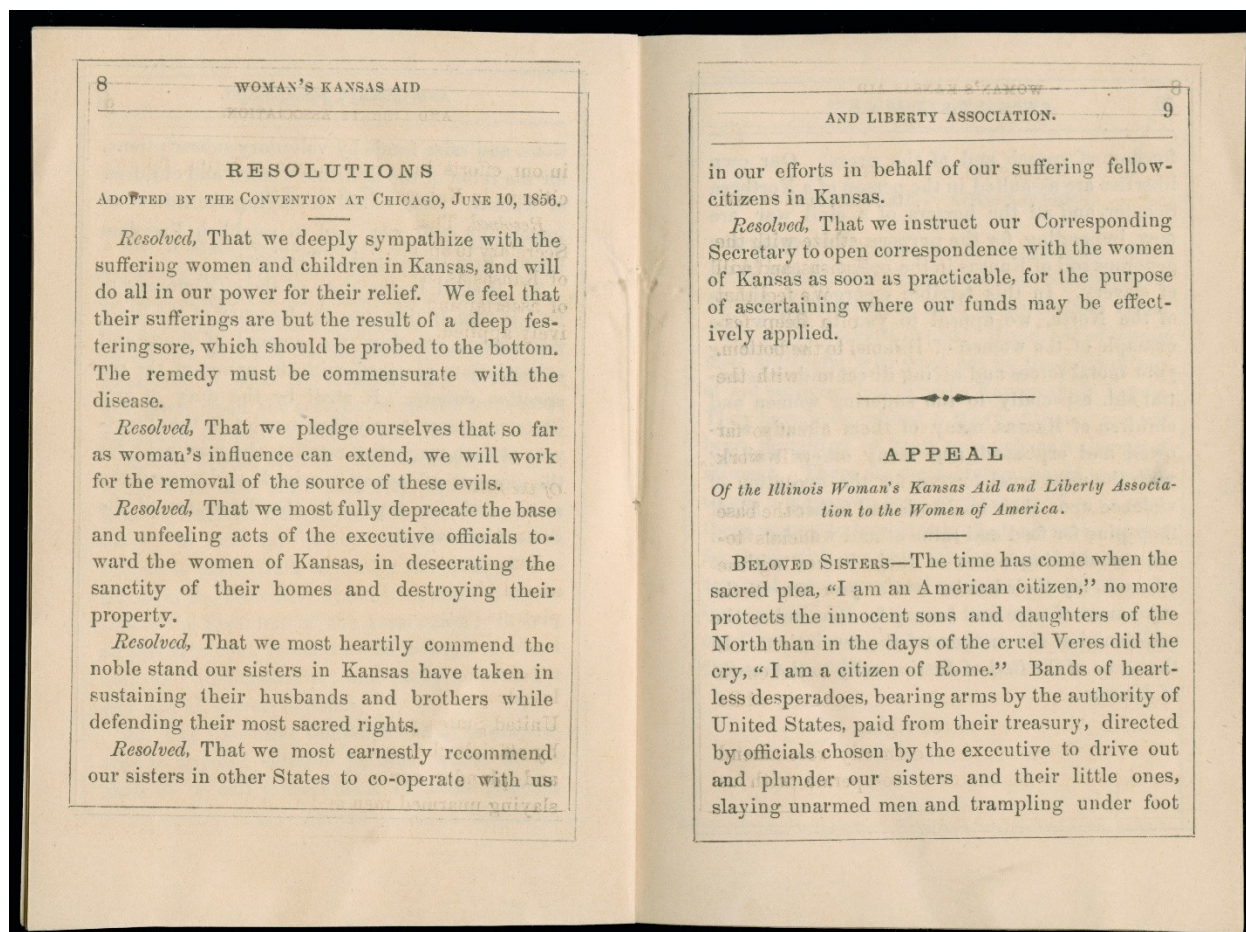 8 WOMAN'S KANSAS AID
RESOLUTIONS
ADOPTED BY THE CONVENTION AT CHICAGO, JUNE 10, 1856.
Resolved, That we deeply sympathize with the
suffering women and children in Kansas, and will
do all in our power for their relief. We feel that
their sufferings are but the result of a deep fes-
tering sore, which should be probed to the bottom.
The remedy must be commensurate with the
disease.
Resolved, That we pledge ourselves that so far
as woman's influence can extend, we will work
for the removal of the source of these evils.
Resolved, That we most fully deprecate the base
and unfeeling acts of the executive officials to-
ward the women of Kansas, in desecrating the
sanctity of their homes and destroying their
property.
Resolved, That we most heartily commend the
noble stand our sisters in Kansas have taken in
sustaining their husbands and brothers while
defending their most sacred rights.
Resolved, That we most earnestly recommend
our sisters in other States to co-operate with us
AND LIBERTY ASSOCIATION. 9
in our efforts in behalf of our suffering fellow-
citizens in Kansas.
Resolved, That we instruct our Corresponding
Secretary to open correspondence with the women
of Kansas as soon as practicable, for the purpose
of ascertaining where our funds may be effect-
ively applied.
APPEAL
Of the Illinois Woman's Kansas Aid and Liberty Associa-
tion to the Women of America.
BELOVED SISTERS—The time has come when the
sacred plea, "I am an American citizen," no more
protects the innocent sons and daughters of the
North than in the days of the cruel Veres did the
cry, "I am a citizen of Rome." Bands of heart-
less desperadoes, bearing arms by the authority of
United States, paid from their treasury, directed
by officials chosen by the executive to drive out
and plunder our sisters and their little ones,
slaying unarmed men and trampling under foot